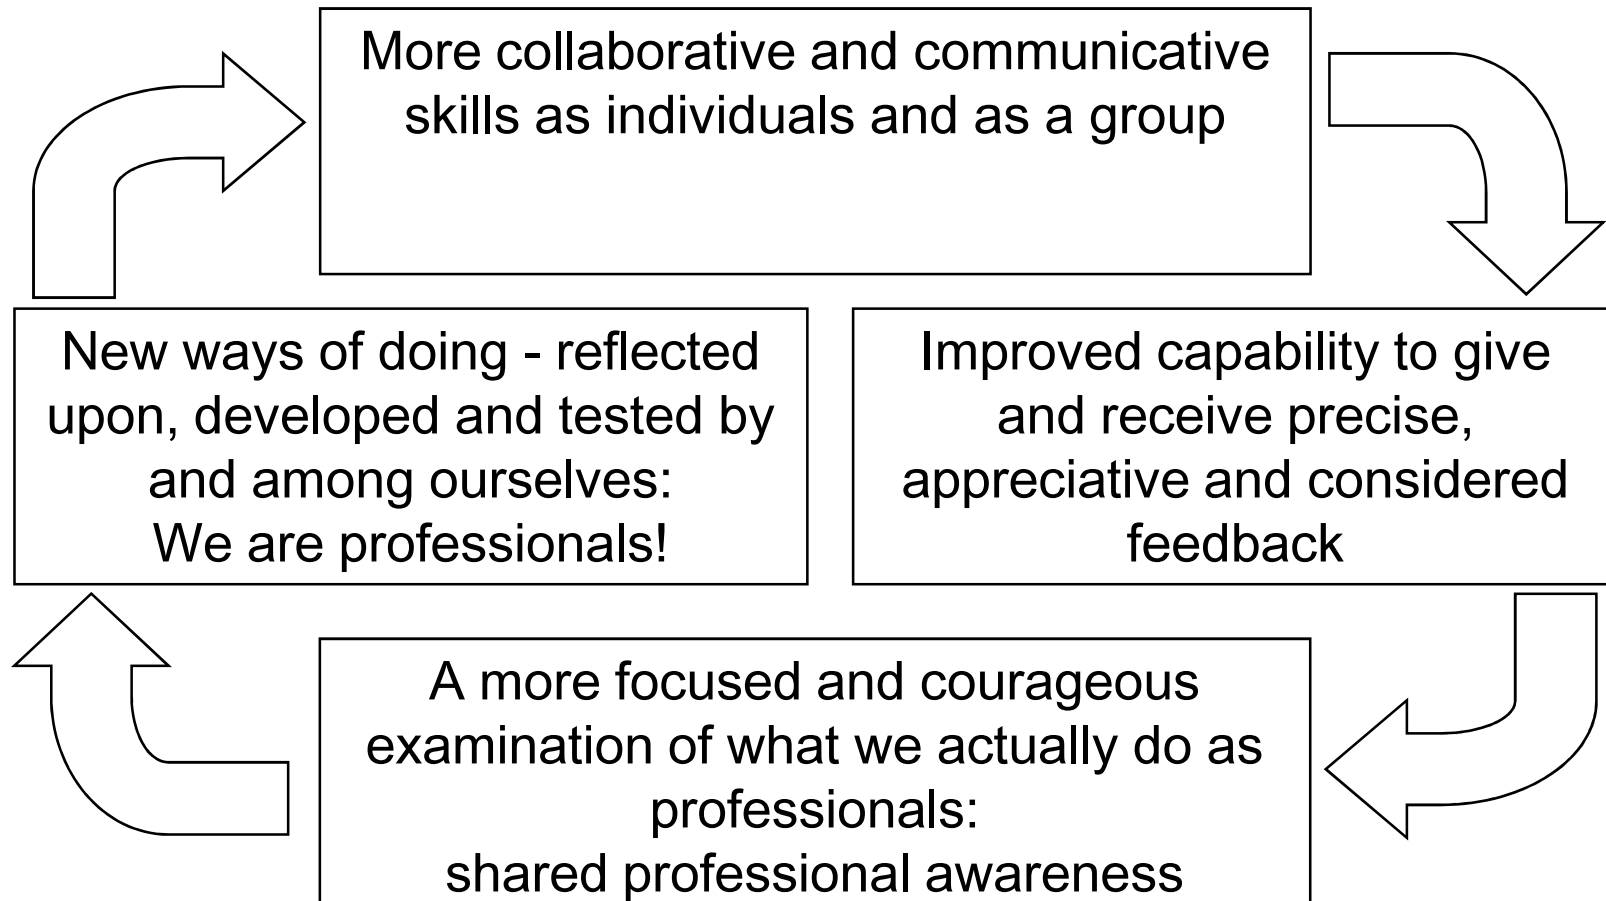 More collaborative and communicative
skills as individuals and as a group
New ways of doing - reflected
upon, developed and tested by
and among ourselves:
We are professionals!
Improved capability to give
and receive precise,
appreciative and considered
feedback
A more focused and courageous
examination of what we actually do as
professionals:
shared professional awareness